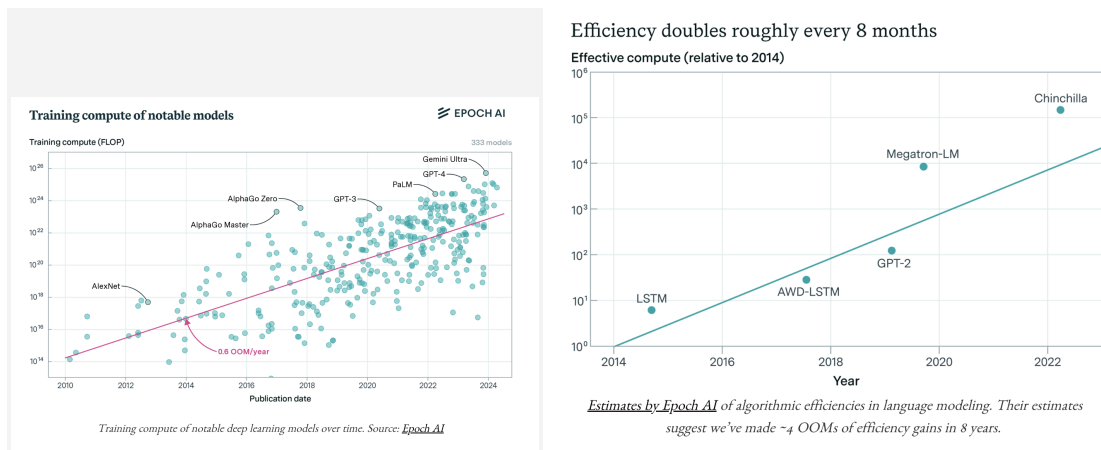 Training compute of notable models
EPOCH AI
Training compute (FLOP)
333 models
10^26
10^24
10^22
10^20
10^18
10^16
10^14
Gemini Ultra
GPT-4
PaLM
AlphaGo Zero
GPT-3
AlphaGo Master
AlexNet
0.6 OOM/year
2010 2012 2014 2016 2018 2020 2022 2024
Publication date
Training compute of notable deep learning models over time. Source: Epoch AI
Efficiency doubles roughly every 8 months
Effective compute (relative to 2014)
10^6
10^5
10^4
10^3
10^2
10^1
10^0
Chinchilla
Megatron-LM
GPT-2
AWD-LSTM
LSTM
2014 2016 2018 2020 2022
Year
Estimates by Epoch AI of algorithmic efficiencies in language modeling. Their estimates
suggest we've made ~4 OOMs of efficiency gains in 8 years.